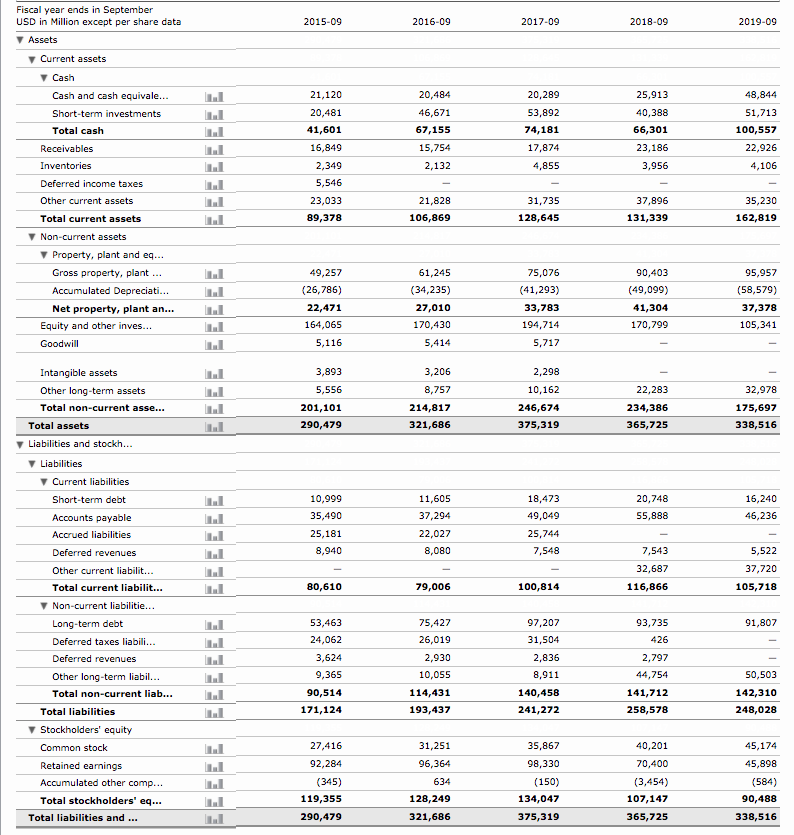 Fiscal year ends in September
USD in Million except per share data 2015-09 2016-09 2017-09 2018-09 2019-09
▼ Assets
▼ Current assets
▼ Cash
Cash and cash equivale... 21,120 20,484 20,289 25,913 48,844
Short-term investments 20,481 46,671 53,892 40,388 51,713
Total cash 41,601 67,155 74,181 66,301 100,557
Receivables 16,849 15,754 17,874 23,186 22,926
Inventories 2,349 2,132 4,855 3,956 4,106
Deferred income taxes 5,546 — — — —
Other current assets 23,033 21,828 31,735 37,896 35,230
Total current assets 89,378 106,869 128,645 131,339 162,819
▼ Non-current assets
▼ Property, plant and eq...
Gross property, plant ... 49,257 61,245 75,076 90,403 95,957
Accumulated Depreciati... (26,786) (34,235) (41,293) (49,099) (58,579)
Net property, plant an... 22,471 27,010 33,783 41,304 37,378
Equity and other inves... 164,065 170,430 194,714 170,799 105,341
Goodwill 5,116 5,414 5,717 — —
Intangible assets 3,893 3,206 2,298 — —
Other long-term assets 5,556 8,757 10,162 22,283 32,978
Total non-current asse... 201,101 214,817 246,674 234,386 175,697
Total assets 290,479 321,686 375,319 365,725 338,516
▼ Liabilities and stockh...
▼ Liabilities
▼ Current liabilities
Short-term debt 10,999 11,605 18,473 20,748 16,240
Accounts payable 35,490 37,294 49,049 55,888 46,236
Accrued liabilities 25,181 22,027 25,744 — —
Deferred revenues 8,940 8,080 7,548 7,543 5,522
Other current liabilit... — — — 32,687 37,720
Total current liabilit... 80,610 79,006 100,814 116,866 105,718
▼ Non-current liabilitie...
Long-term debt 53,463 75,427 97,207 93,735 91,807
Deferred taxes liabili... 24,062 26,019 31,504 426 —
Deferred revenues 3,624 2,930 2,836 2,797 —
Other long-term liabil... 9,365 10,055 8,911 44,754 50,503
Total non-current liab... 90,514 114,431 140,458 141,712 142,310
Total liabilities 171,124 193,437 241,272 258,578 248,028
▼ Stockholders' equity
Common stock 27,416 31,251 35,867 40,201 45,174
Retained earnings 92,284 96,364 98,330 70,400 45,898
Accumulated other comp... (345) 634 (150) (3,454) (584)
Total stockholders' eq... 119,355 128,249 134,047 107,147 90,488
Total liabilities and ... 290,479 321,686 375,319 365,725 338,516